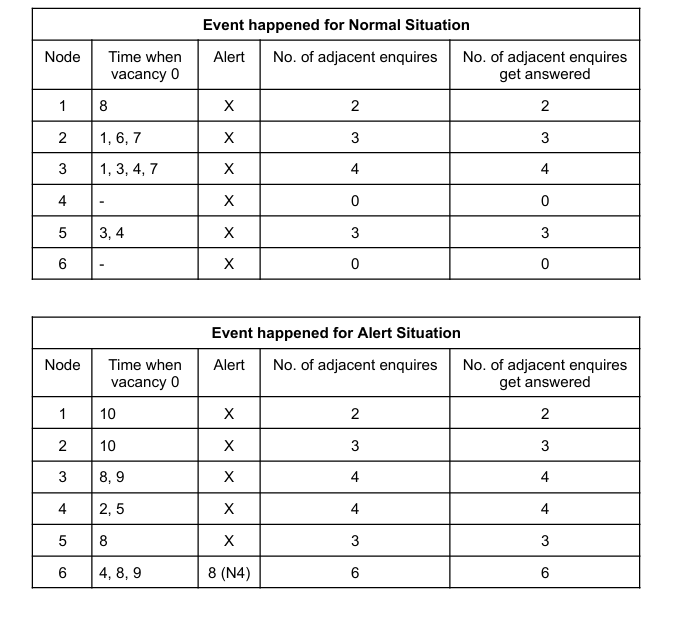 Event happened for Normal Situation
Node Time when vacancy 0 Alert No. of adjacent enquires No. of adjacent enquires get answered
1 8 X 2 2
2 1, 6, 7 X 3 3
3 1, 3, 4, 7 X 4 4
4 - X 0 0
5 3, 4 X 3 3
6 - X 0 0
Event happened for Alert Situation
Node Time when vacancy 0 Alert No. of adjacent enquires No. of adjacent enquires get answered
1 10 X 2 2
2 10 X 3 3
3 8, 9 X 4 4
4 2, 5 X 4 4
5 8 X 3 3
6 4, 8, 9 8 (N4) 6 6